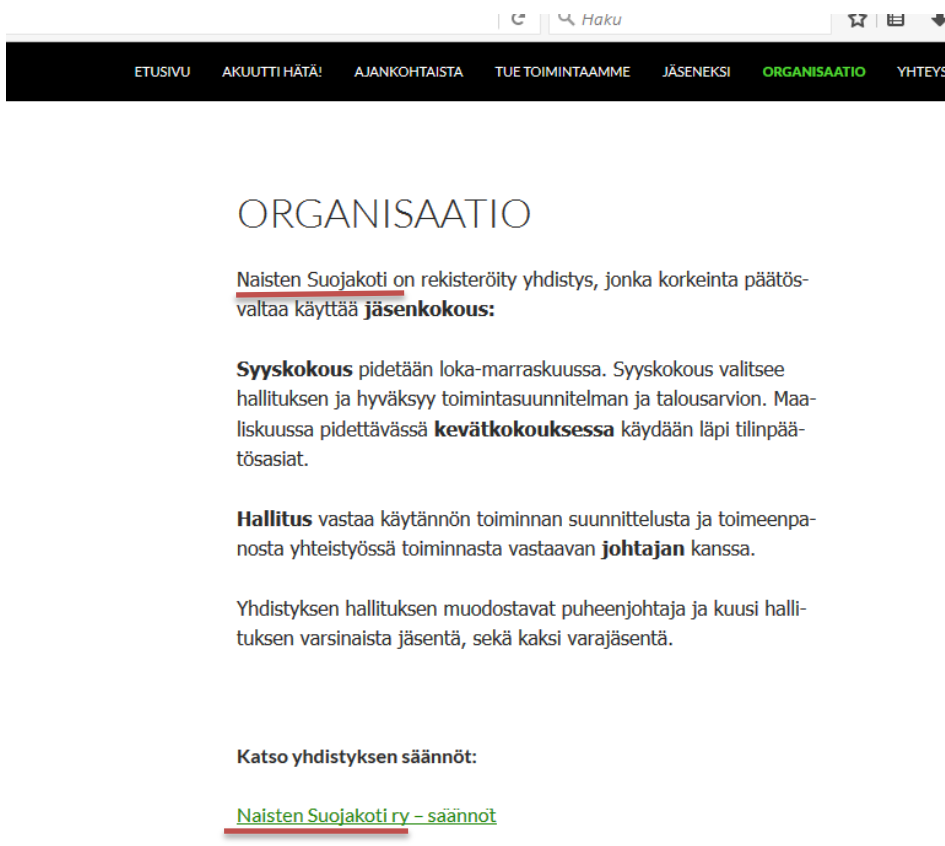 Haku
ETUSIVU AKUUTTI HÄTÄ! AJANKOHTAISTA TUE TOIMINTAAMME JÄSENEKSI ORGANISAATIO YHTEYS
ORGANISAATIO
Naisten Suojakoti on rekisteröity yhdistys, jonka korkeinta päätös-
valtaa käyttää jäsenkokous:
Syyskokous pidetään loka-marraskuussa. Syyskokous valitsee
hallituksen ja hyväksyy toimintasuunnitelman ja talousarvion. Maa-
liskuussa pidettävässä kevätkokouksessa käydään läpi tilinpää-
tösasiat.
Hallitus vastaa käytännön toiminnan suunnittelusta ja toimeenpa-
nosta yhteistyössä toiminnasta vastaavan johtajan kanssa.
Yhdistyksen hallituksen muodostavat puheenjohtaja ja kuusi halli-
tuksen varsinaista jäsentä, sekä kaksi varajäsentä.
Katso yhdistyksen säännöt:
Naisten Suojakoti ry – säännöt